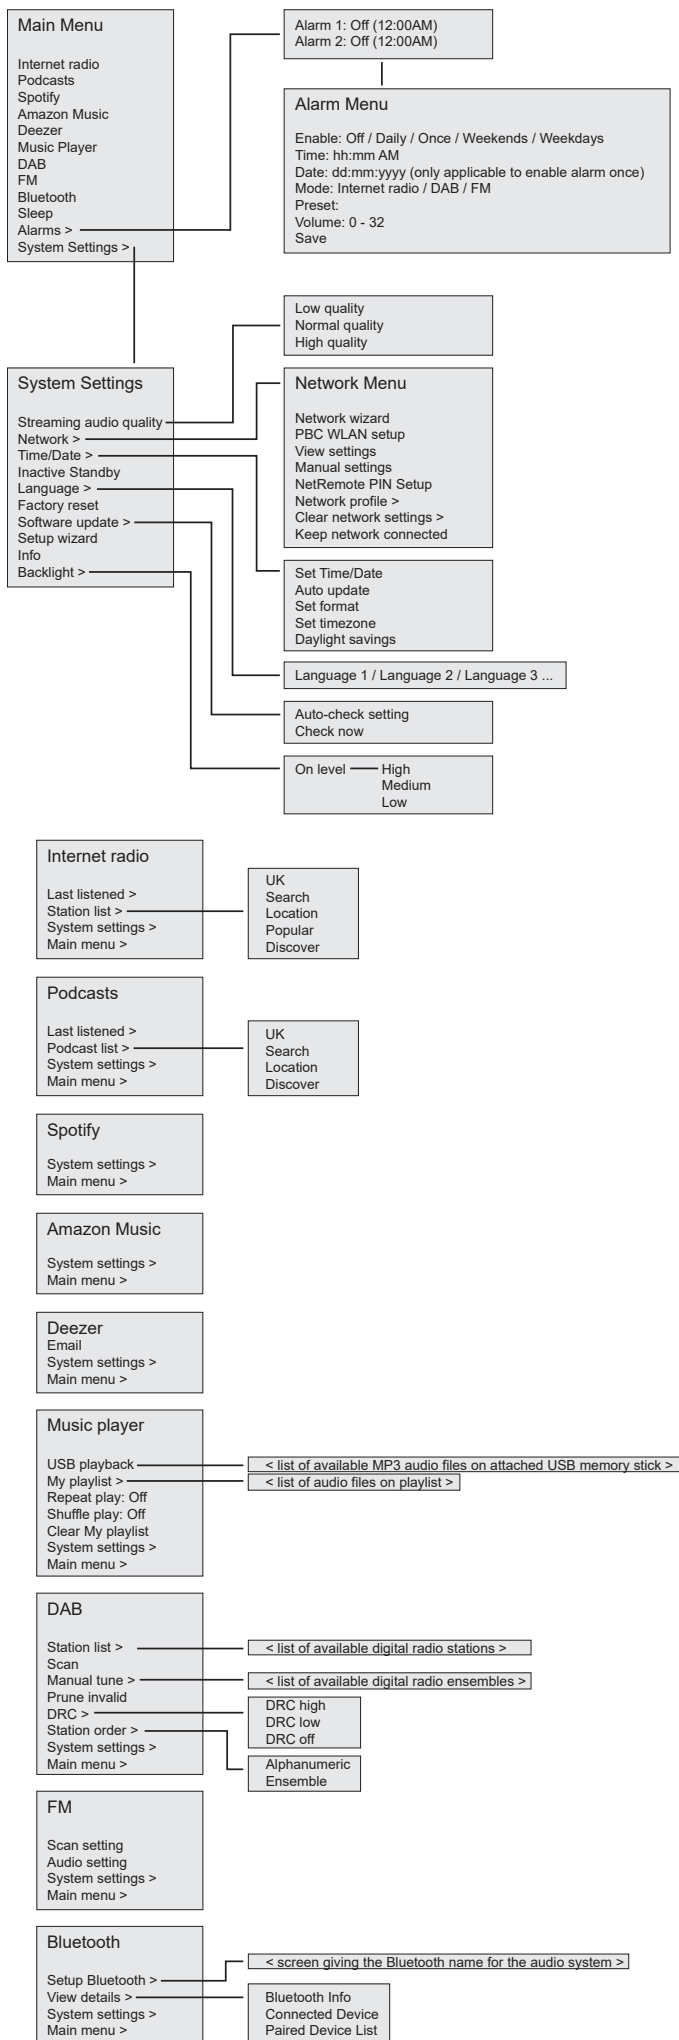 Main Menu
Internet radio
Podcasts
Spotify
Amazon Music
Deezer
Music Player
DAB
FM
Bluetooth
Sleep
Alarms >
System Settings >
Alarm 1: Off (12:00AM)
Alarm 2: Off (12:00AM)
Alarm Menu
Enable: Off / Daily / Once / Weekends / Weekdays
Time: hh:mm AM
Date: dd:mm:yyyy (only applicable to enable alarm once)
Mode: Internet radio / DAB / FM
Preset:
Volume: 0 - 32
Save
System Settings
Streaming audio quality
Network >
Time/Date >
Inactive Standby
Language >
Factory reset
Software update >
Setup wizard
Info
Backlight >
Low quality
Normal quality
High quality
Network Menu
Network wizard
PBC WLAN setup
View settings
Manual settings
NetRemote PIN Setup
Network profile >
Clear network settings >
Keep network connected
Set Time/Date
Auto update
Set format
Set timezone
Daylight savings
Language 1 / Language 2 / Language 3 ...
Auto-check setting
Check now
On level High
Medium
Low
Internet radio
Last listened >
Station list >
System settings >
Main menu >
UK
Search
Location
Popular
Discover
Podcasts
Last listened >
Podcast list >
System settings >
Main menu >
UK
Search
Location
Discover
Spotify
System settings >
Main menu >
Amazon Music
System settings >
Main menu >
Deezer
Email
System settings >
Main menu >
Music player
USB playback
My playlist >
Repeat play: Off
Shuffle play: Off
Clear My playlist
System settings >
Main menu >
< list of available MP3 audio files on attached USB memory stick >
< list of audio files on playlist >
DAB
Station list >
Scan
Manual tune >
Prune invalid
DRC >
Station order >
System settings >
Main menu >
< list of available digital radio stations >
< list of available digital radio ensembles >
DRC high
DRC low
DRC off
Alphanumeric
Ensemble
FM
Scan setting
Audio setting
System settings >
Main menu >
Bluetooth
Setup Bluetooth >
View details >
System settings >
Main menu >
< screen giving the Bluetooth name for the audio system >
Bluetooth Info
Connected Device
Paired Device List